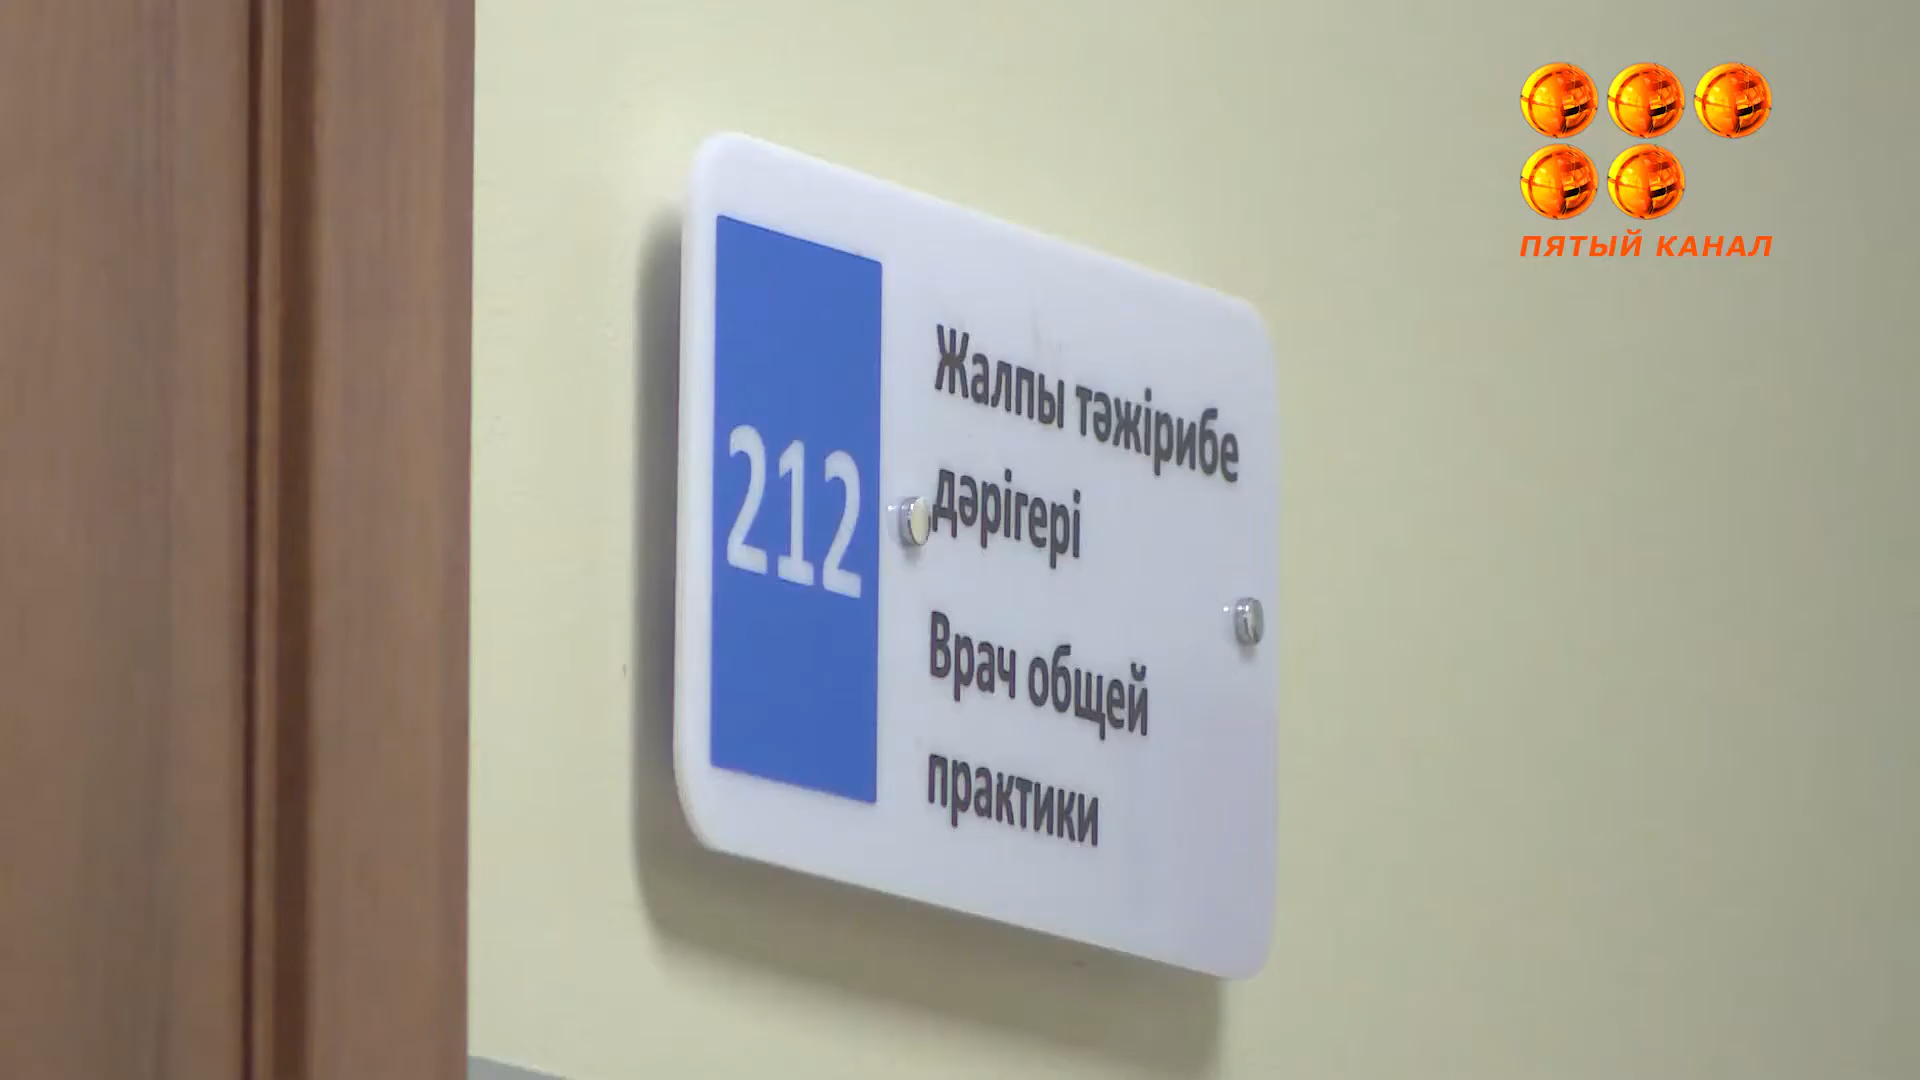 ПЯТЫЙ КАНАЛ
212
Жалпы тәжірибе
дәрігері
Врач общей
практики